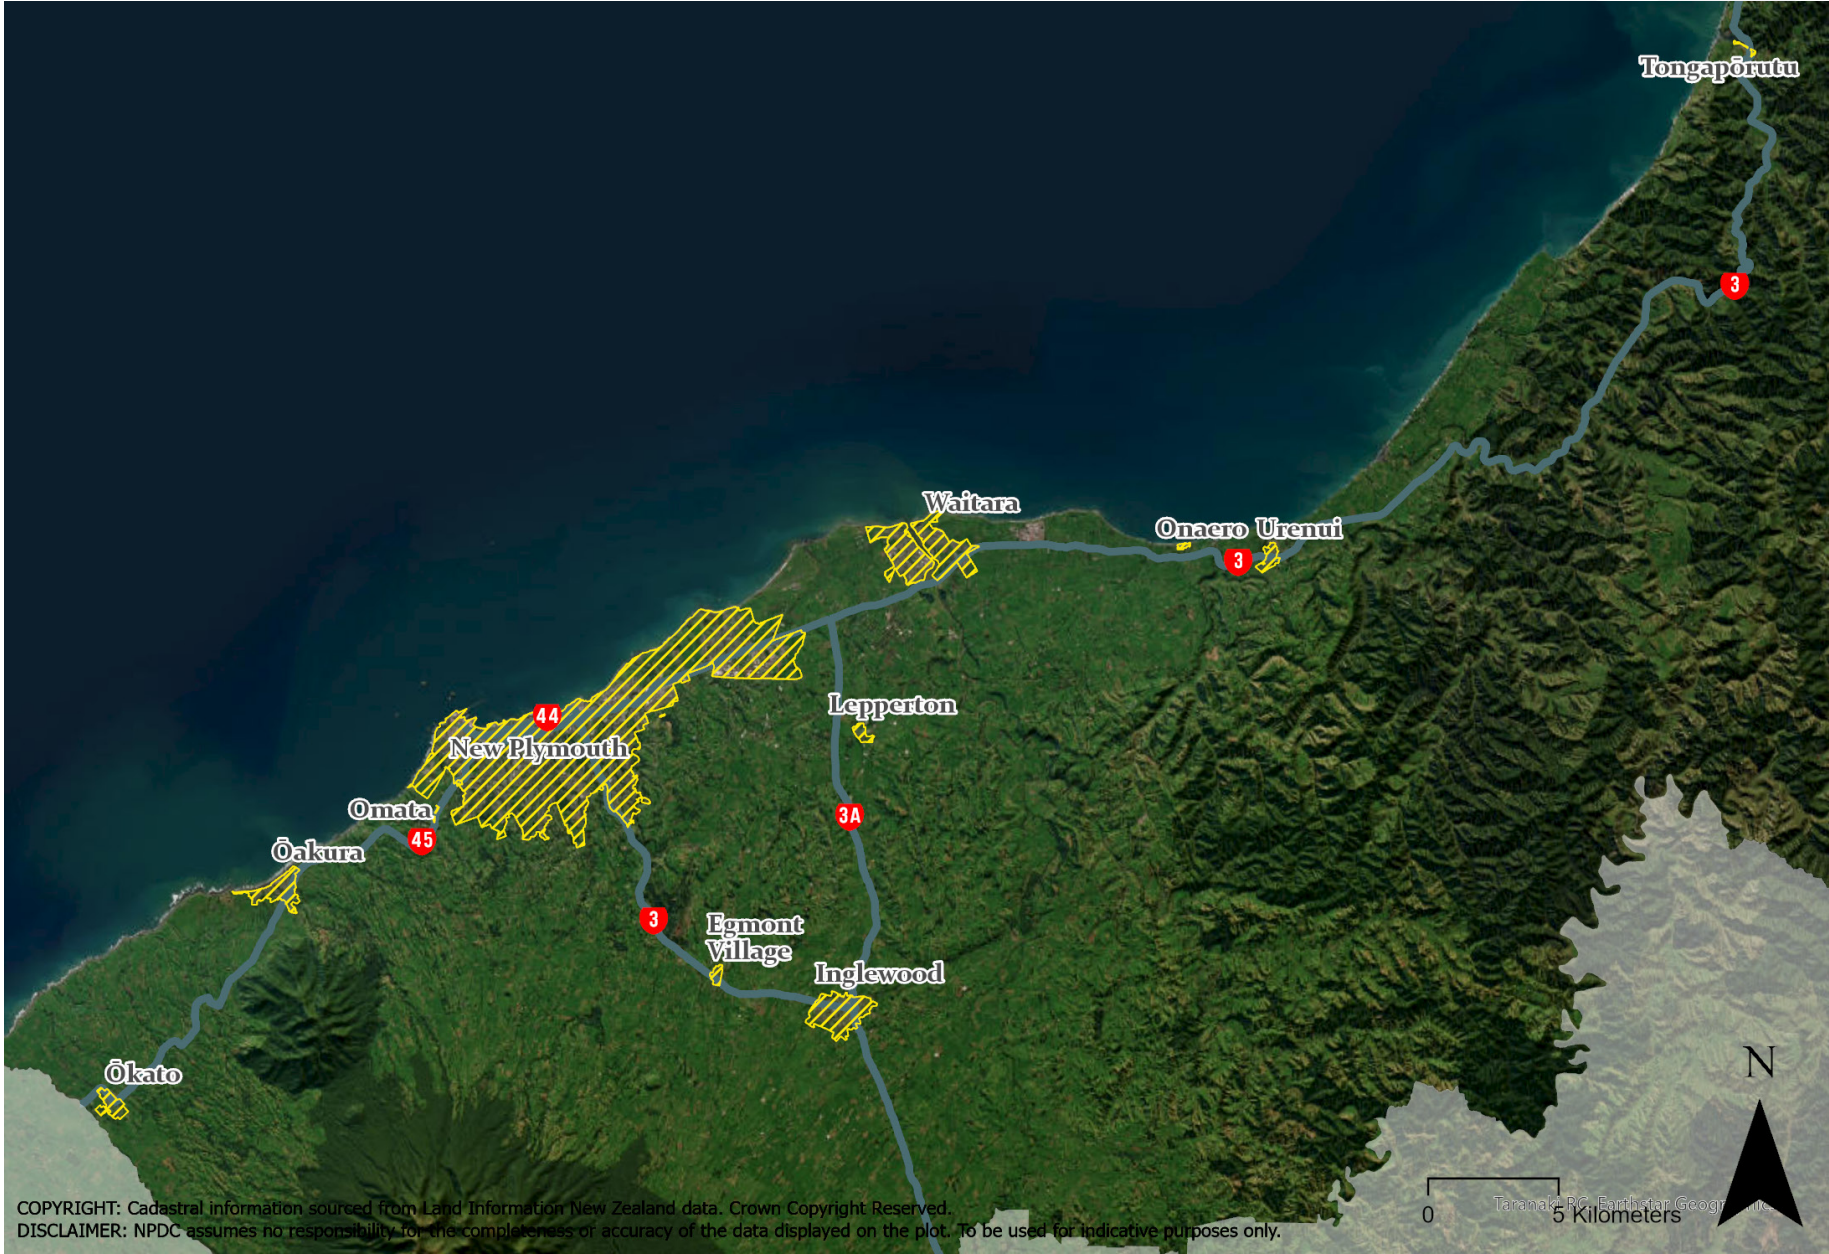 Tongapōrutu
3
Waitara
Onaero
Urenui
3
Lepperton
44
New Plymouth
Omata
3A
45
Ōakura
3
Egmont
Village
Inglewood
N
Ōkato
COPYRIGHT: Cadastral information sourced from Land Information New Zealand data. Crown Copyright Reserved.
Taranaki RC, Earthstar
0
5 Kilometers
DISCLAIMER: NPDC assumes no responsibility for the completeness or accuracy of the data displayed on the plot. To be used for indicative purposes only.